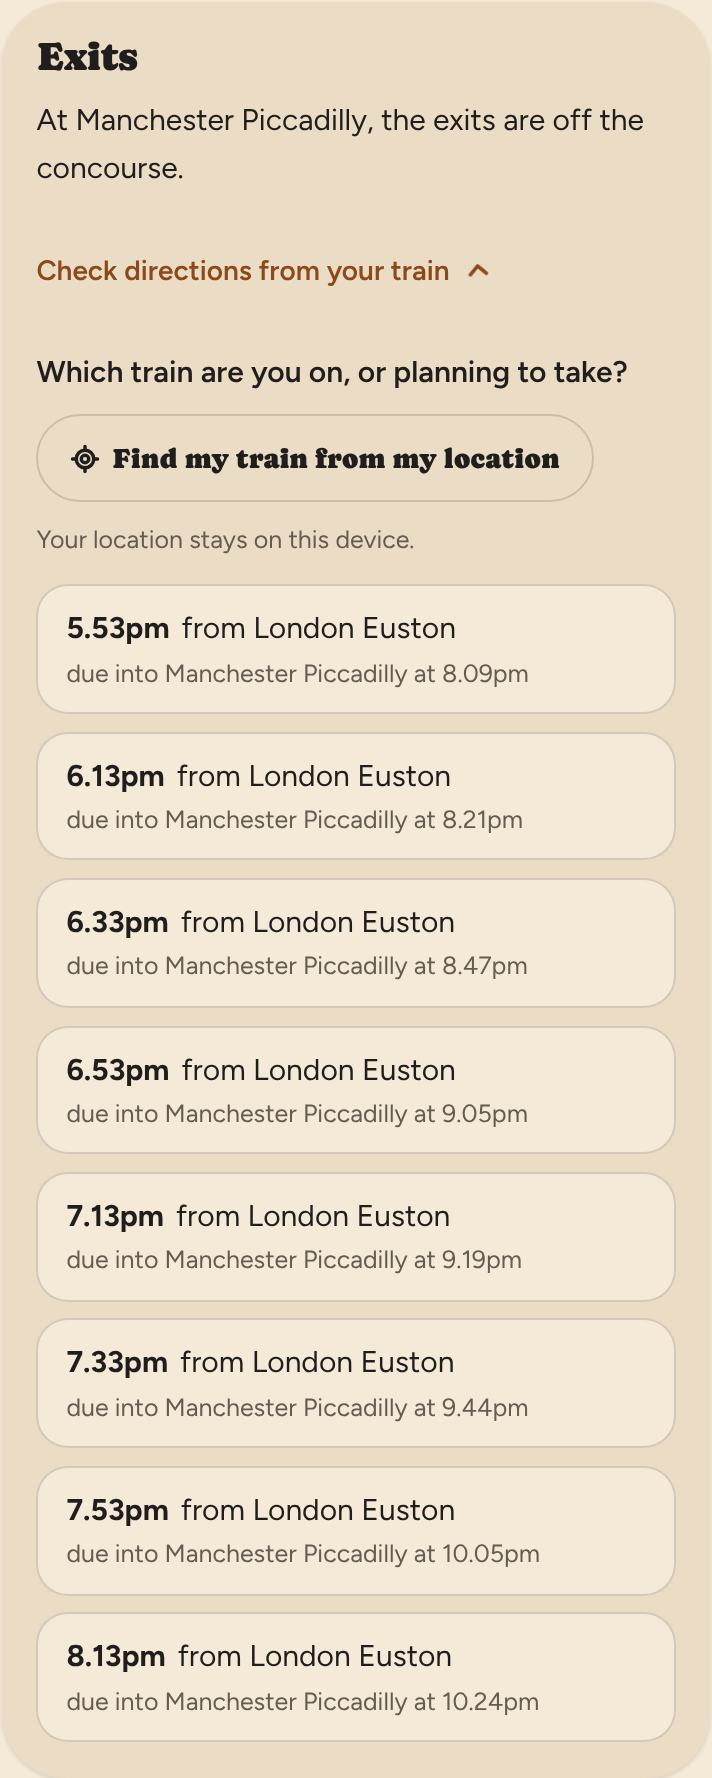 Exits
At Manchester Piccadilly, the exits are off the
concourse.
Check directions from your train
Which train are you on, or planning to take?
Find my train from my location
Your location stays on this device.
5.53pm from London Euston
due into Manchester Piccadilly at 8.09pm
6.13pm from London Euston
due into Manchester Piccadilly at 8.21pm
6.33pm from London Euston
due into Manchester Piccadilly at 8.47pm
6.53pm from London Euston
due into Manchester Piccadilly at 9.05pm
7.13pm from London Euston
due into Manchester Piccadilly at 9.19pm
7.33pm from London Euston
due into Manchester Piccadilly at 9.44pm
7.53pm from London Euston
due into Manchester Piccadilly at 10.05pm
8.13pm from London Euston
due into Manchester Piccadilly at 10.24pm